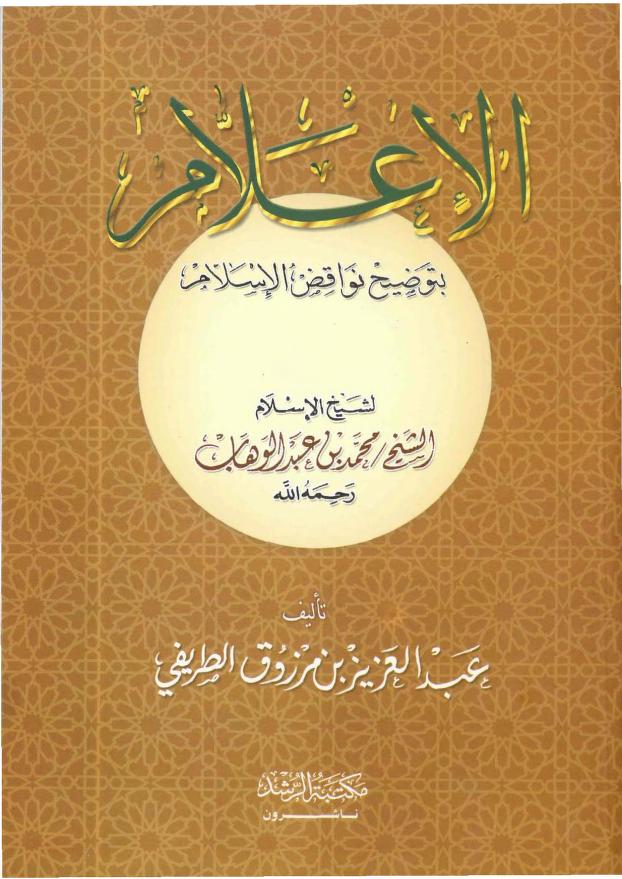 الإعلام
بتوضيح نواقض الإسلام
لشيخ الإسلام
الشيخ/محمد بن عبد الوهاب
رحمه الله
تأليف
عبد العزيز بن مرزوق الطريفي
مكتبة الرشد
ناشرون